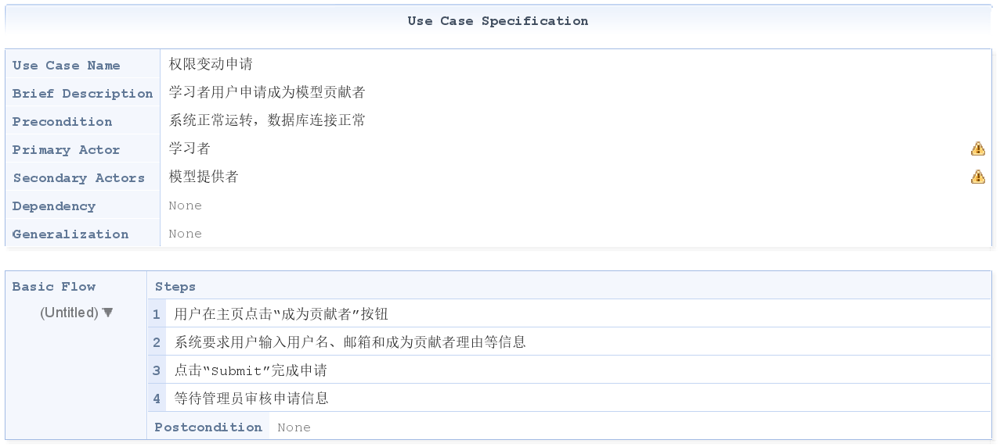 Use Case Specification
Use Case Name 权限变动申请
Brief Description 学习者用户申请成为模型贡献者
Precondition 系统正常运转，数据库连接正常
Primary Actor 学习者
Secondary Actors 模型提供者
Dependency None
Generalization None
Basic Flow Steps
(Untitled)
1 用户在主页点击“成为贡献者”按钮
2 系统要求用户输入用户名、邮箱和成为贡献者理由等信息
3 点击“Submit”完成申请
4 等待管理员审核申请信息
Postcondition None